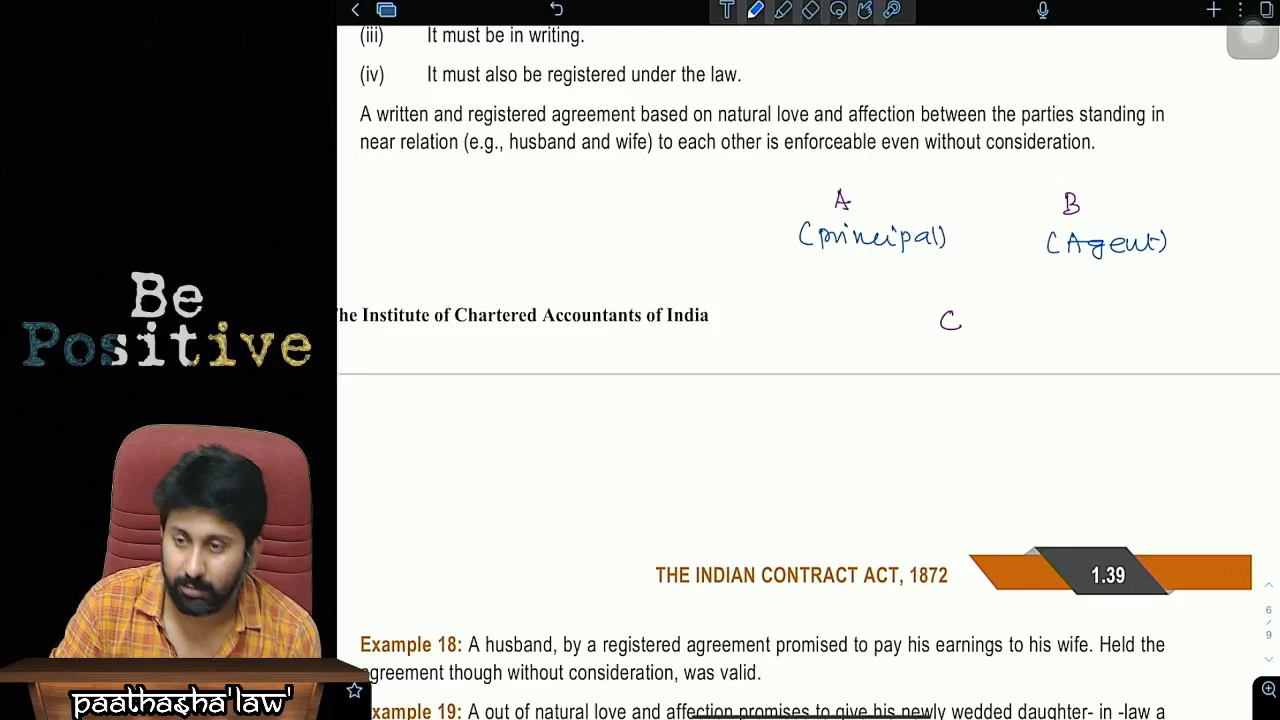 (iii) It must be in writing.
(iv) It must also be registered under the law.
A written and registered agreement based on natural love and affection between the parties standing in
near relation (e.g., husband and wife) to each other is enforceable even without consideration.
A B
(principal) (Agent)
Be
Positive
he Institute of Chartered Accountants of India
C
THE INDIAN CONTRACT ACT, 1872 1.39
6
/
9
Example 18: A husband, by a registered agreement promised to pay his earnings to his wife. Held the
agreement though without consideration, was valid.
paathasha'law'
xample 19: A out of natural love and affection promises to give his newly wedded daughter- in -law a